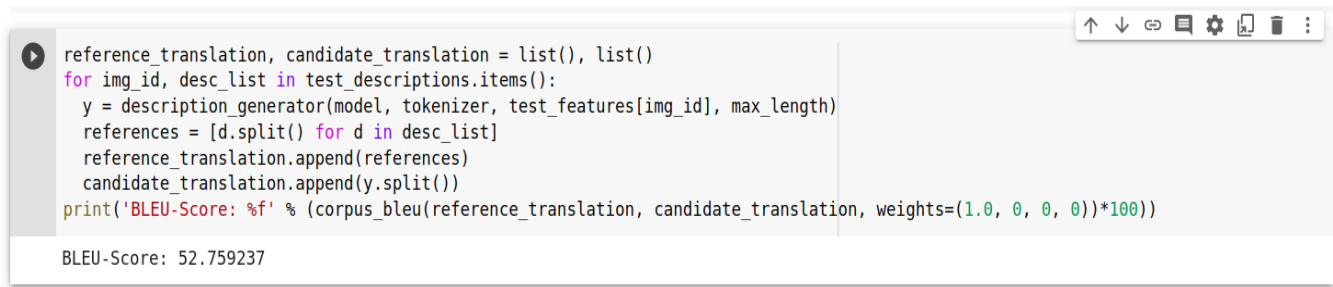 reference_translation, candidate_translation = list(), list()
for img_id, desc_list in test_descriptions.items():
  y = description_generator(model, tokenizer, test_features[img_id], max_length)
  references = [d.split() for d in desc_list]
  reference_translation.append(references)
  candidate_translation.append(y.split())
print('BLEU-Score: %f' % (corpus_bleu(reference_translation, candidate_translation, weights=(1.0, 0, 0, 0))*100))
BLEU-Score: 52.759237